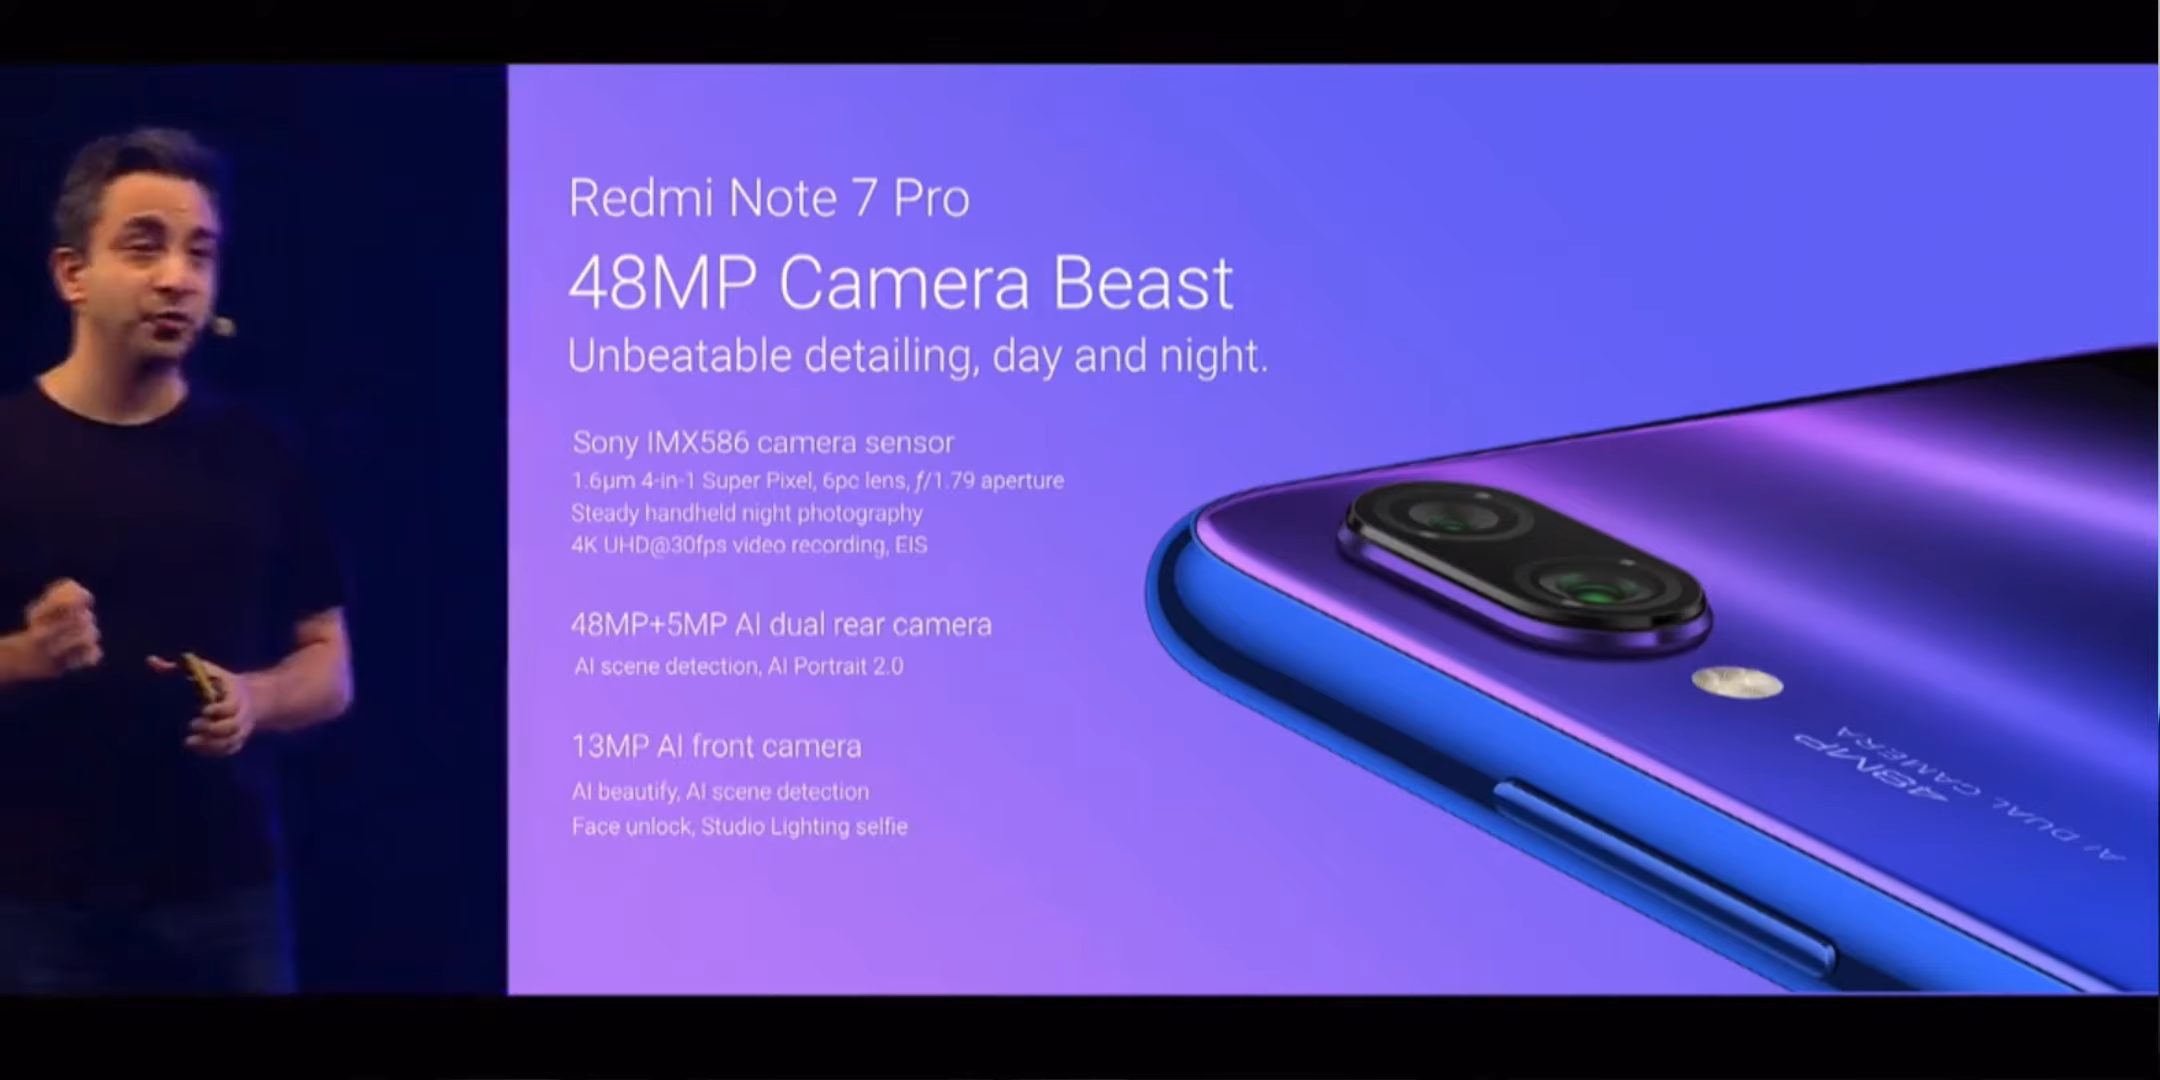 Redmi Note 7 Pro
48MP Camera Beast
Unbeatable detailing, day and night.
Sony IMX586 camera sensor
1.6µm 4-in-1 Super Pixel, 6pc lens, ƒ/1.79 aperture
Steady handheld night photography
4K UHD@30fps video recording, EIS
48MP+5MP AI dual rear camera
AI scene detection, AI Portrait 2.0
13MP AI front camera
AI beautify, AI scene detection
Face unlock, Studio Lighting selfie
48MP
AI DUAL CAMERA